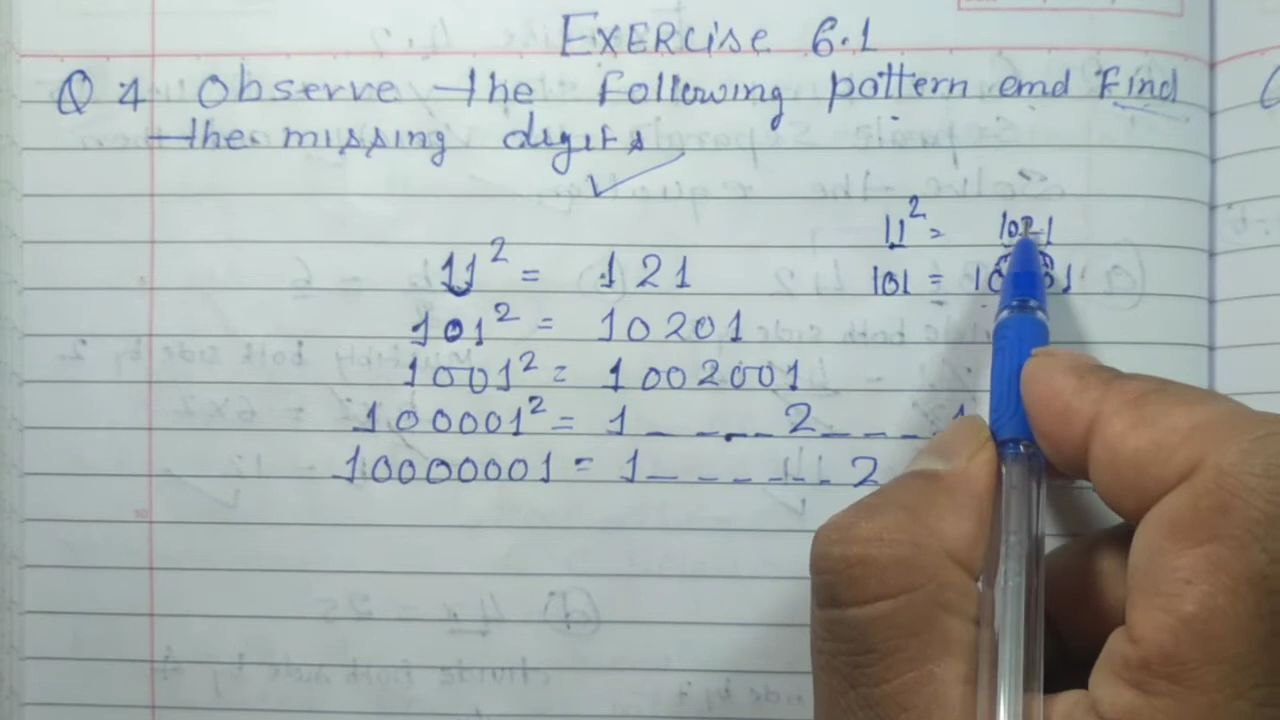 EXERCISE 6.1
Q 4 Observe the following pattern and Find
the missing digits
11² = 121
101² = 10201
1001² = 1002001
100001² = 1 _ _ _ _ 2 _ _ _ _ 1
10000001 = 1 _ _ _ _ _ _ 2
11² =
101 =